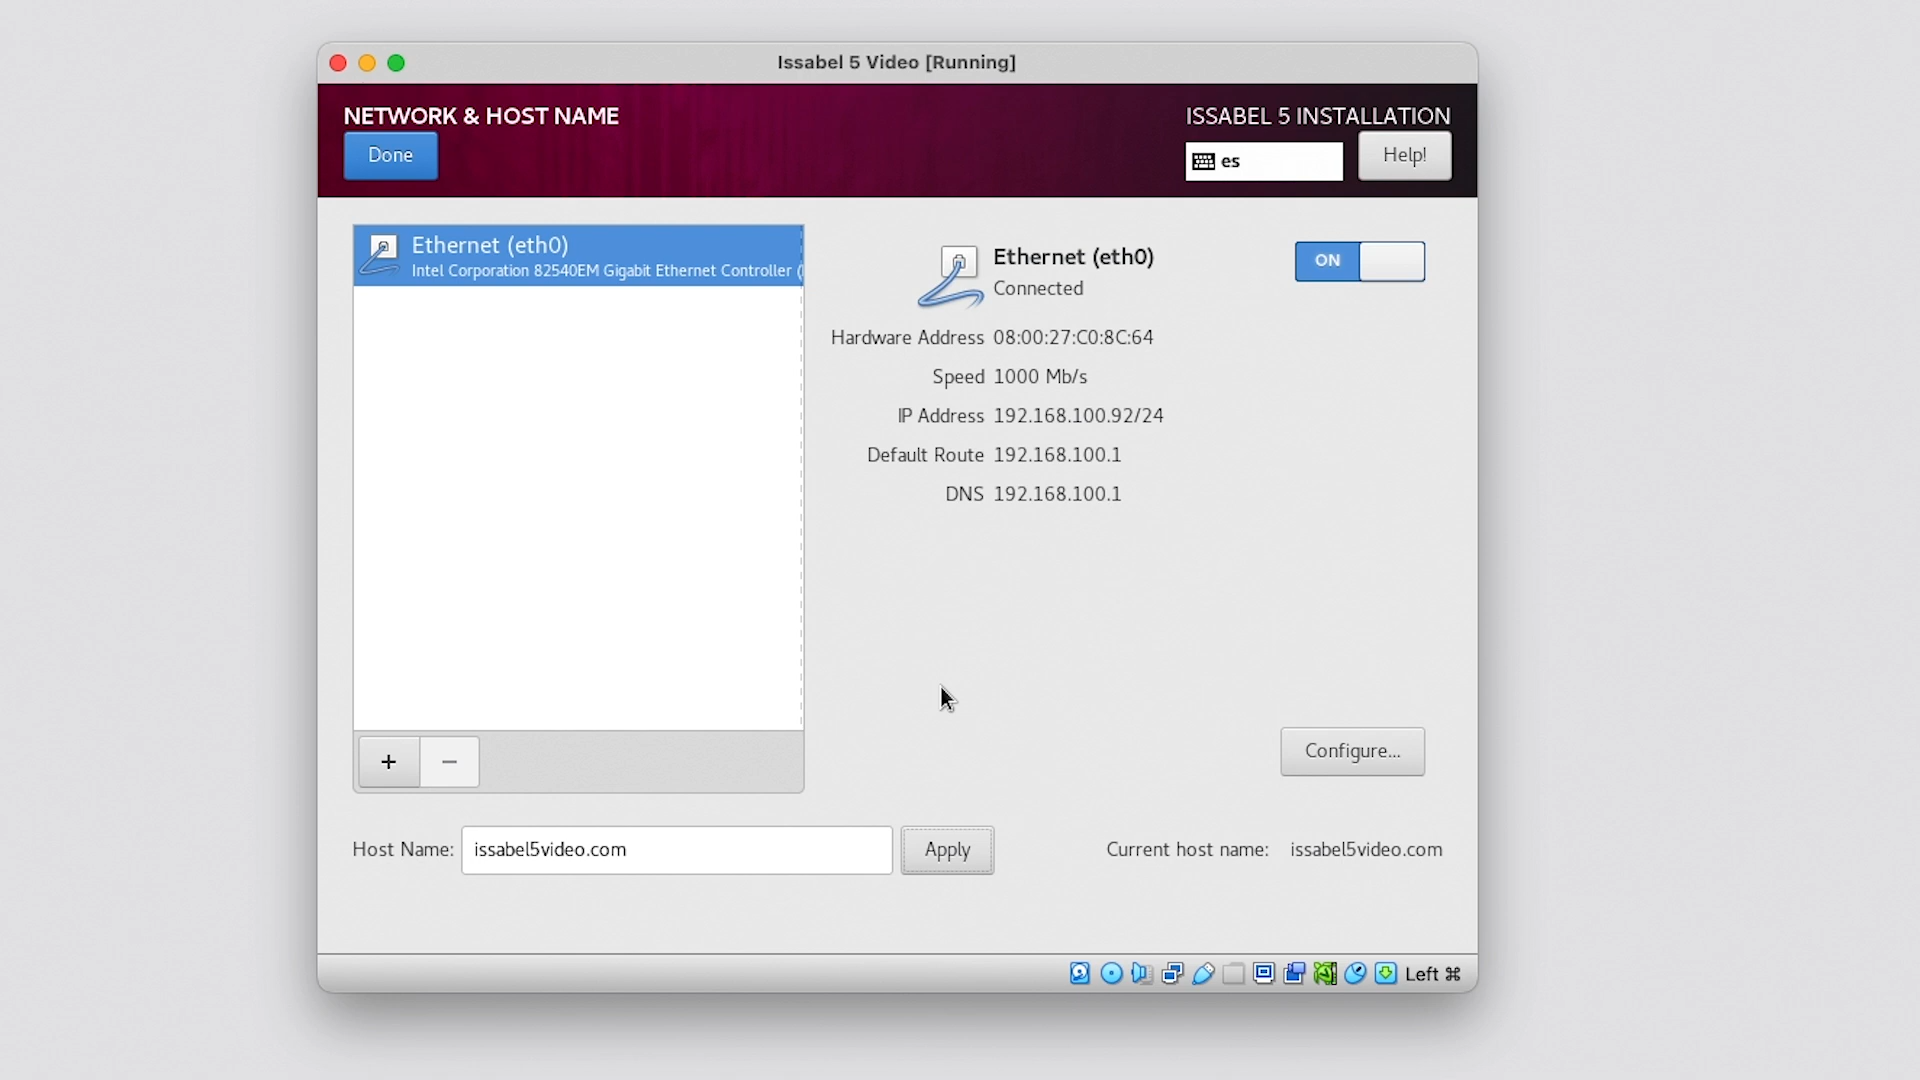 Issabel 5 Video [Running]
NETWORK & HOST NAME
ISSABEL 5 INSTALLATION
Done
es
Help!
Ethernet (eth0)
Intel Corporation 82540EM Gigabit Ethernet Controller (
Ethernet (eth0)
Connected
ON
Hardware Address 08:00:27:C0:8C:64
Speed 1000 Mb/s
IP Address 192.168.100.92/24
Default Route 192.168.100.1
DNS 192.168.100.1
+ −
Configure...
Host Name: issabel5video.com
Apply
Current host name: issabel5video.com
Left ⌘